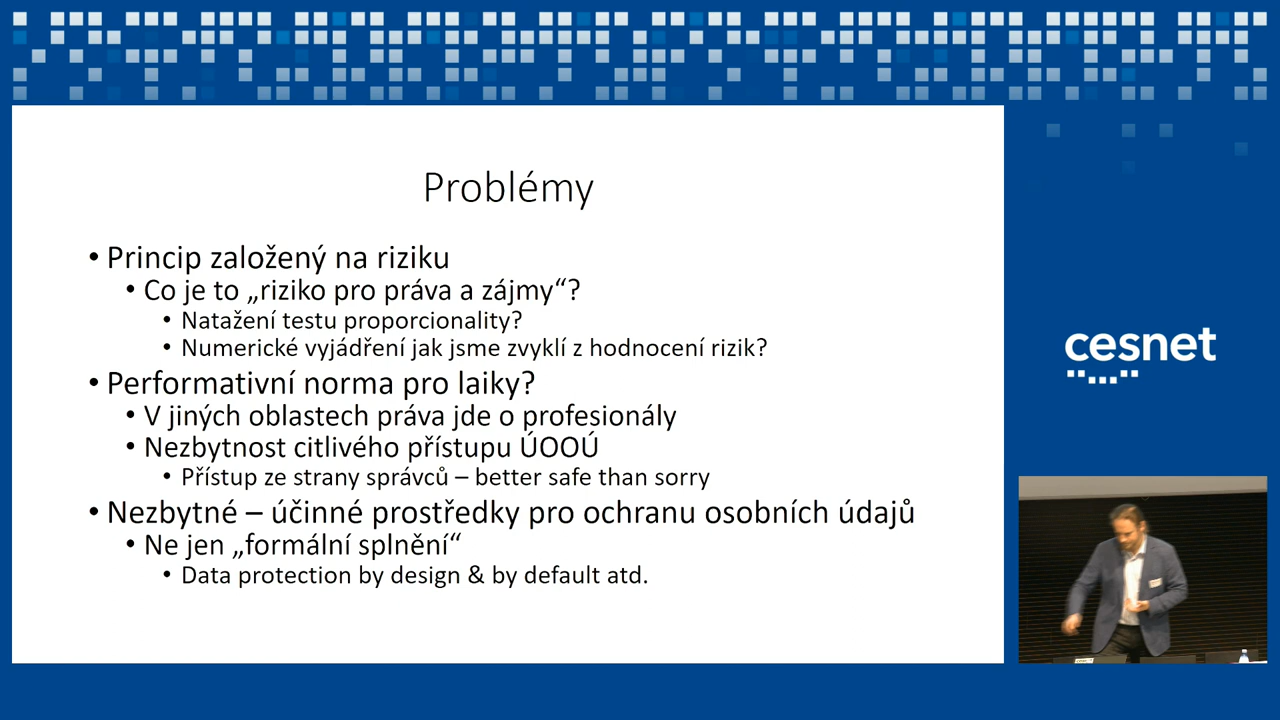 Problémy
• Princip založený na riziku
• Co je to „riziko pro práva a zájmy“?
• Natažení testu proporcionality?
• Numerické vyjádření jak jsme zvyklí z hodnocení rizik?
• Performativní norma pro laiky?
• V jiných oblastech práva jde o profesionály
• Nezbytnost citlivého přístupu ÚOOÚ
• Přístup ze strany správců – better safe than sorry
• Nezbytné – účinné prostředky pro ochranu osobních údajů
• Ne jen „formální splnění“
• Data protection by design & by default atd.
cesnet